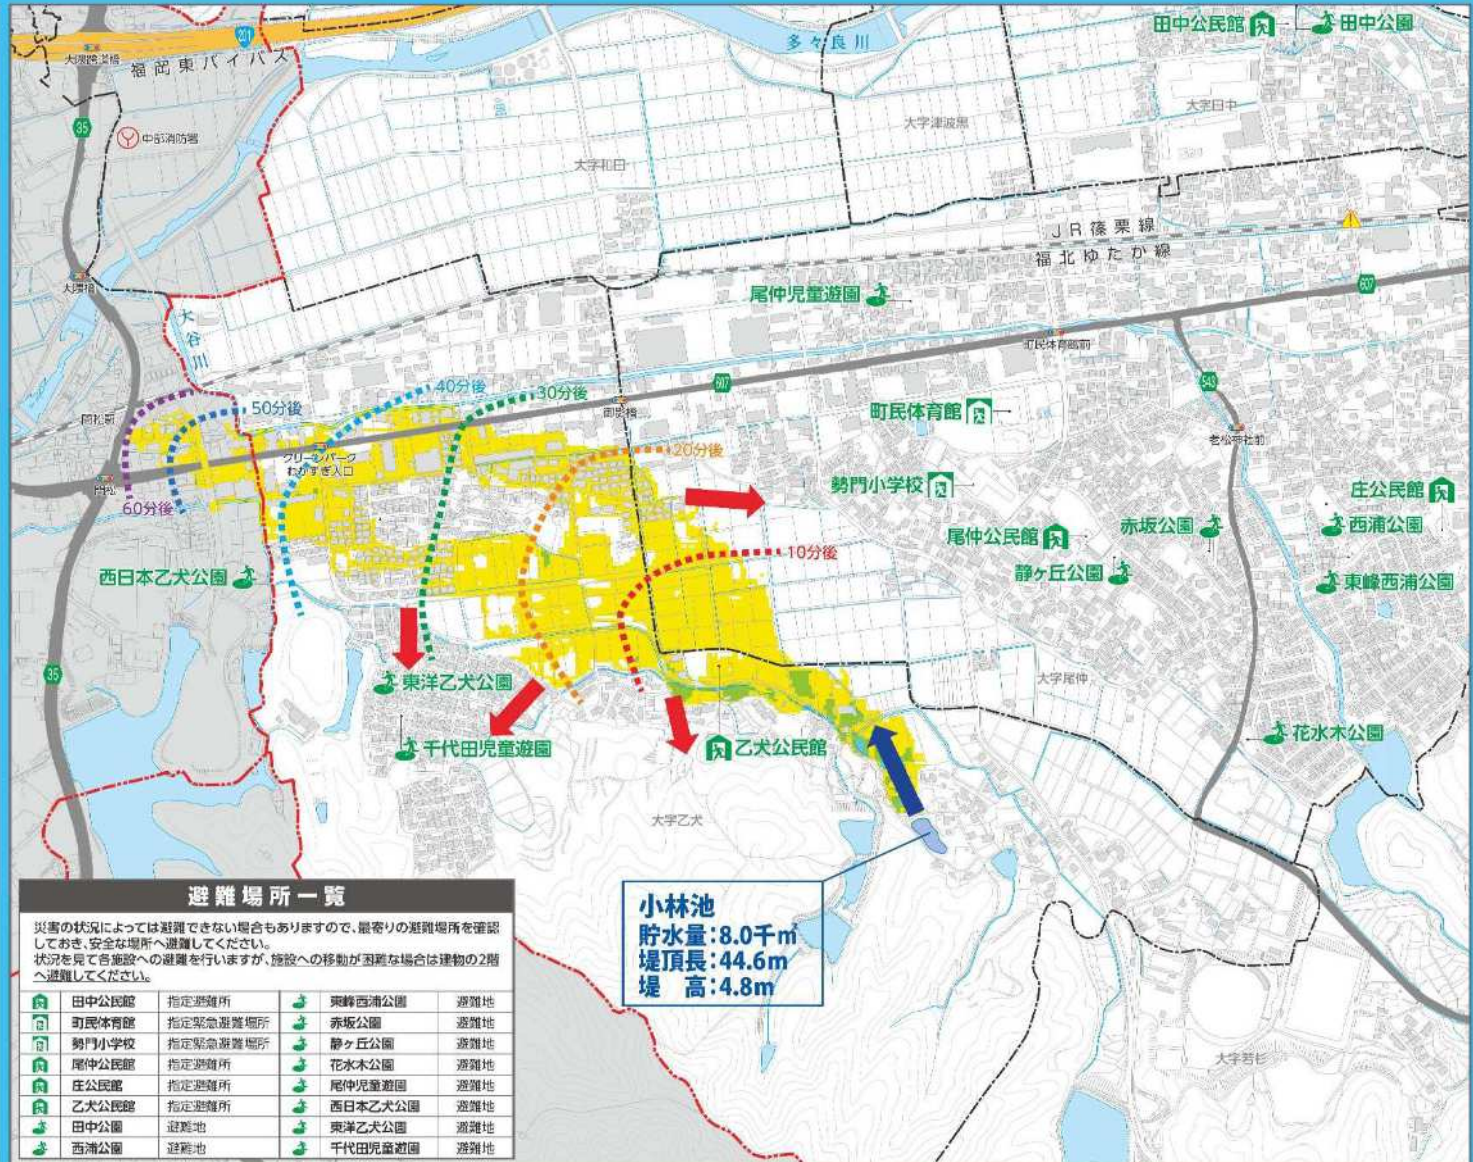 田中公民館
田中公園
201
多々良川
福岡東バイパス
35
中部消防署
大字田中
大字津波黒
大字和田
JR篠栗線
福北ゆたか線
607
尾仲児童遊園
大谷川
町民体育館前
607
543
40分後
30分後
50分後
門松駅
御影橋
町民体育館
老松神社前
グリーンパーク
わかすぎ入口
20分後
門松
60分後
勢門小学校
庄公民館
西浦公園
赤坂公園
尾仲公民館
10分後
静ヶ丘公園
西日本乙犬公園
東峰西浦公園
35
東洋乙犬公園
大字尾仲
千代田児童遊園
乙犬公民館
花水木公園
大字乙犬
小林池
貯水量:8.0千㎥
堤頂長:44.6m
堤 高:4.8m
大字若杉
避難場所一覧
災害の状況によっては避難できない場合もありますので、最寄りの避難場所を確認
しておき、安全な場所へ避難してください。
状況を見て各施設への避難を行いますが、施設への移動が困難な場合は建物の2階
へ避難してください。
田中公民館 指定避難所 東峰西浦公園 避難地
町民体育館 指定緊急避難場所 赤坂公園 避難地
勢門小学校 指定緊急避難場所 静ヶ丘公園 避難地
尾仲公民館 指定避難所 花水木公園 避難地
庄公民館 指定避難所 尾仲児童遊園 避難地
乙犬公民館 指定避難所 西日本乙犬公園 避難地
田中公園 避難地 東洋乙犬公園 避難地
西浦公園 避難地 千代田児童遊園 避難地